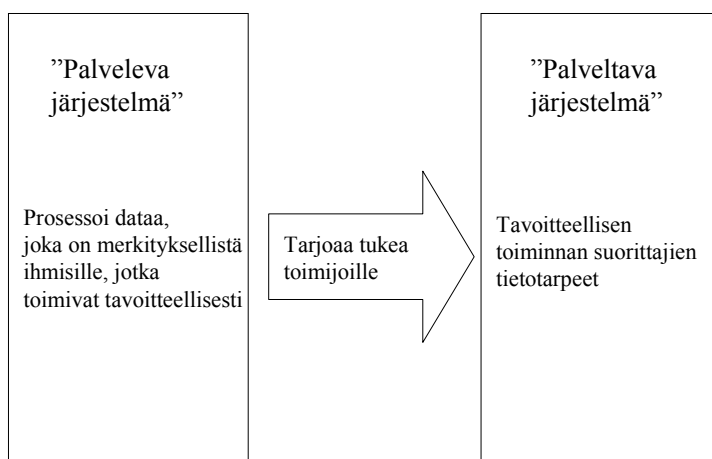 ”Palveleva
järjestelmä”
Prosessoi dataa,
joka on merkityksellistä
ihmisille, jotka
toimivat tavoitteellisesti
Tarjoaa tukea
toimijoille
”Palveltava
järjestelmä”
Tavoitteellisen
toiminnan suorittajien
tietotarpeet